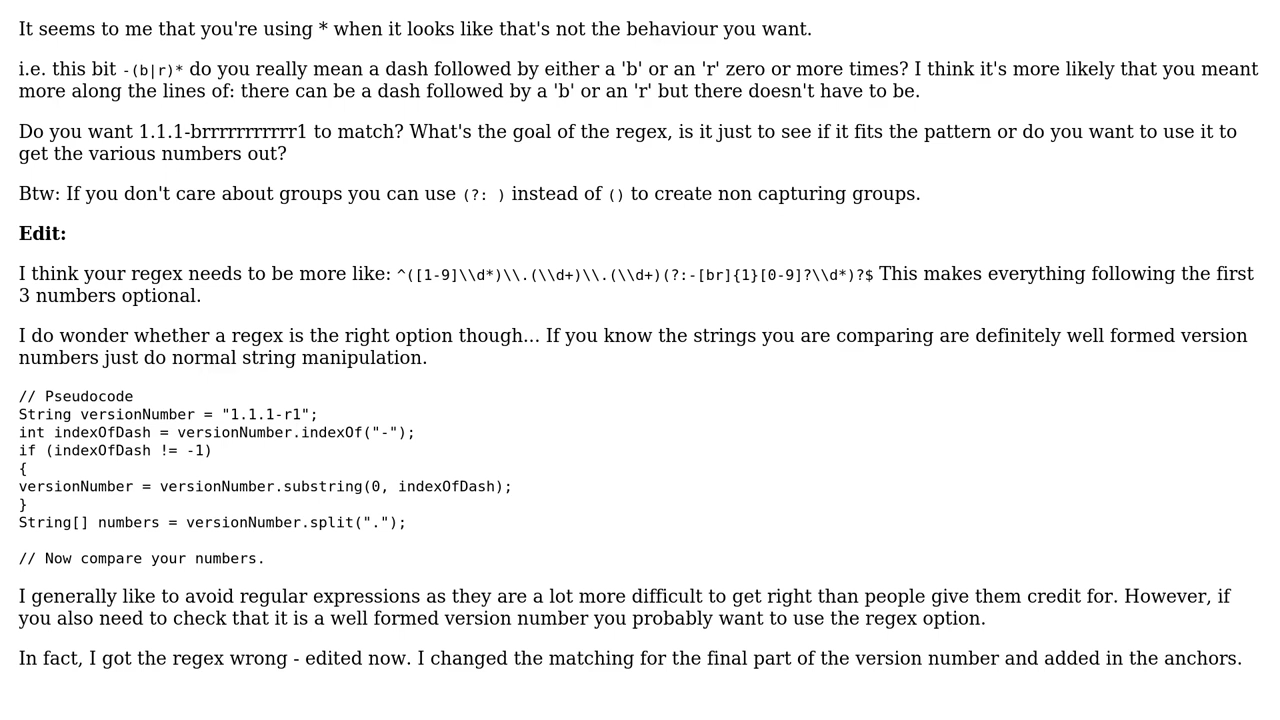 It seems to me that you're using * when it looks like that's not the behaviour you want.
i.e. this bit -(b|r)* do you really mean a dash followed by either a 'b' or an 'r' zero or more times? I think it's more likely that you meant
more along the lines of: there can be a dash followed by a 'b' or an 'r' but there doesn't have to be.
Do you want 1.1.1-brrrrrrrrrrr1 to match? What's the goal of the regex, is it just to see if it fits the pattern or do you want to use it to
get the various numbers out?
Btw: If you don't care about groups you can use (?: ) instead of () to create non capturing groups.
Edit:
I think your regex needs to be more like: ^([1-9]\\d*)\\.(\\d+)\\.(\\d+)(?:-[br]{1}[0-9]?\\d*)?$ This makes everything following the first
3 numbers optional.
I do wonder whether a regex is the right option though... If you know the strings you are comparing are definitely well formed version
numbers just do normal string manipulation.
// Pseudocode
String versionNumber = "1.1.1-r1";
int indexOfDash = versionNumber.indexOf("-");
if (indexOfDash != -1)
{
versionNumber = versionNumber.substring(0, indexOfDash);
}
String[] numbers = versionNumber.split(".");
// Now compare your numbers.
I generally like to avoid regular expressions as they are a lot more difficult to get right than people give them credit for. However, if
you also need to check that it is a well formed version number you probably want to use the regex option.
In fact, I got the regex wrong - edited now. I changed the matching for the final part of the version number and added in the anchors.